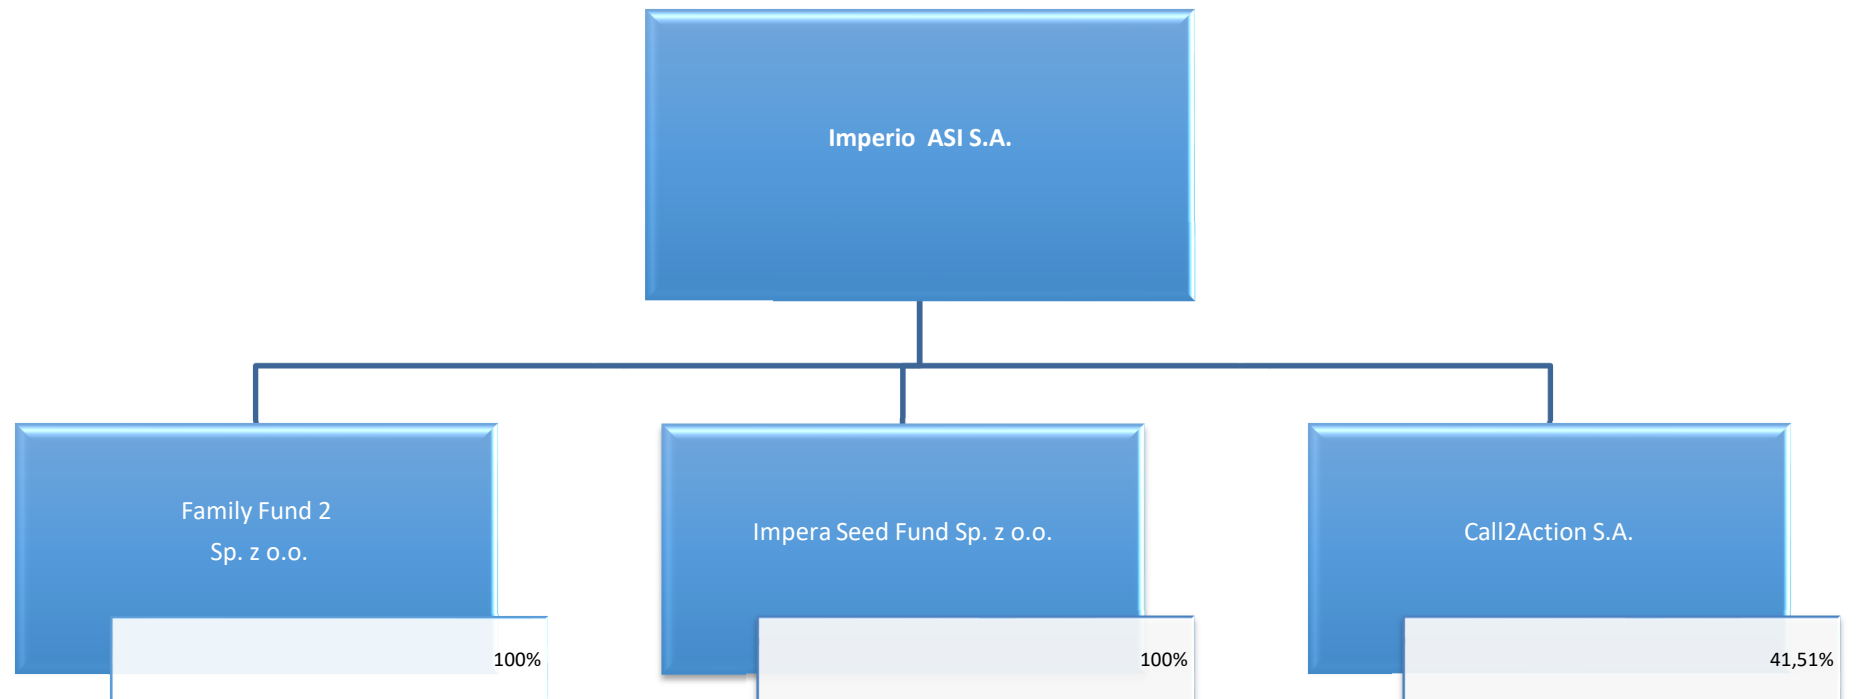 Imperio ASI S.A.
Family Fund 2
Sp. z o.o.
Impera Seed Fund Sp. z o.o.
Call2Action S.A.
100%
100%
41,51%